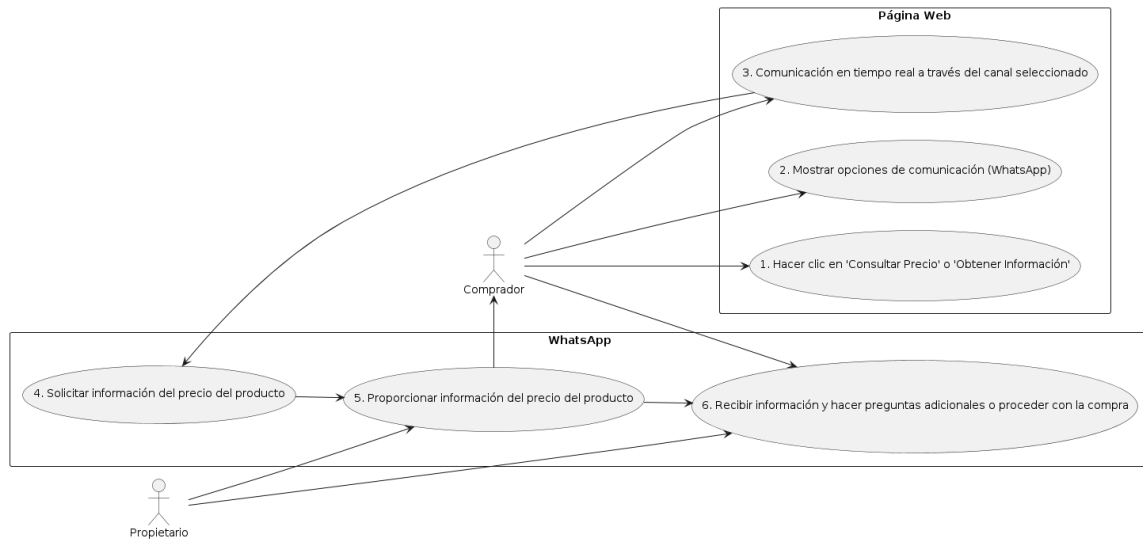 Página Web
3. Comunicación en tiempo real a través del canal seleccionado
2. Mostrar opciones de comunicación (WhatsApp)
1. Hacer clic en 'Consultar Precio' o 'Obtener Información'
Comprador
WhatsApp
4. Solicitar información del precio del producto
5. Proporcionar información del precio del producto
6. Recibir información y hacer preguntas adicionales o proceder con la compra
Propietario